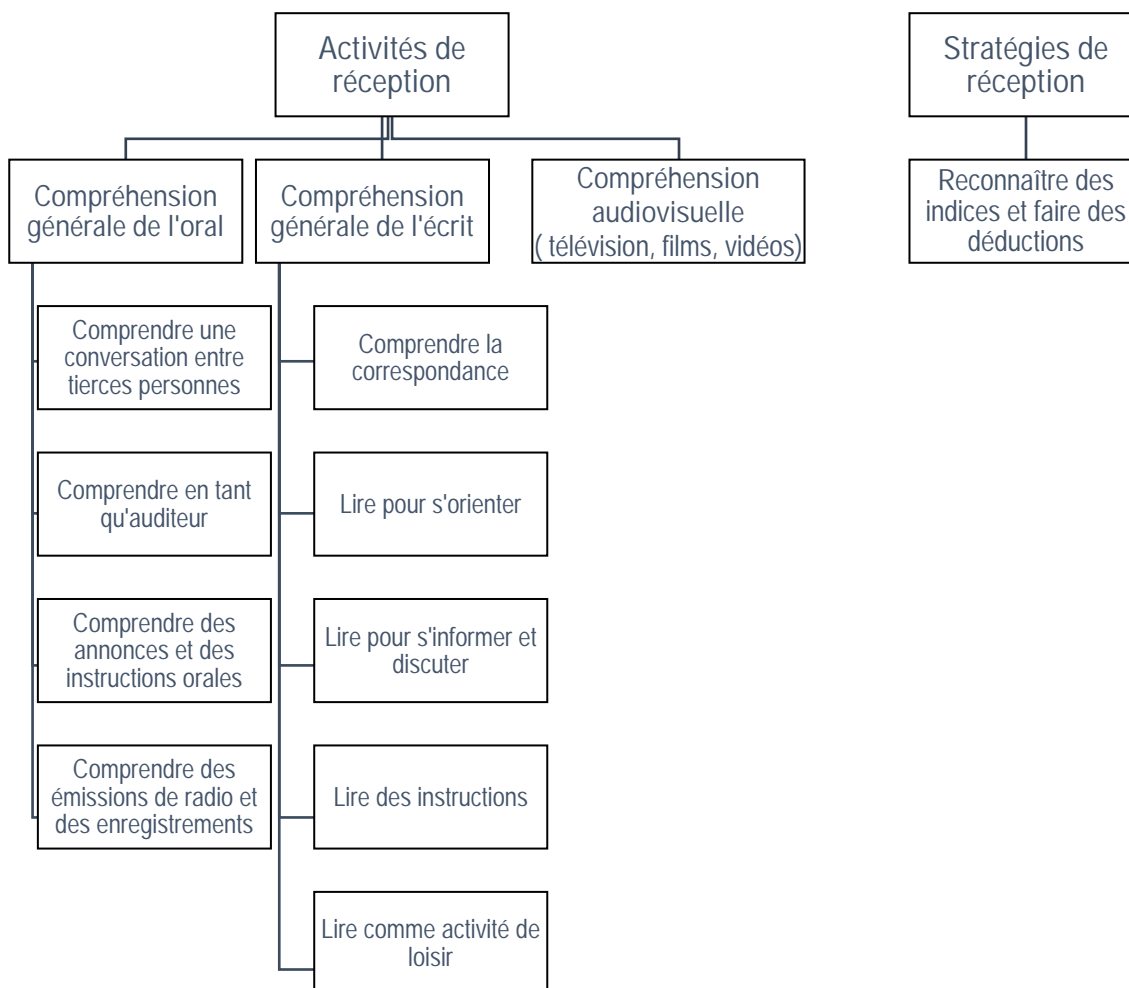 Activités de
réception
Stratégies de
réception
Compréhension
générale de l'oral
Compréhension
générale de l'écrit
Compréhension
audiovisuelle
( télévision, films, vidéos)
Reconnaître des
indices et faire des
déductions
Comprendre une
conversation entre
tierces personnes
Comprendre la
correspondance
Comprendre en tant
qu'auditeur
Lire pour s'orienter
Comprendre des
annonces et des
instructions orales
Lire pour s'informer et
discuter
Comprendre des
émissions de radio et
des enregistrements
Lire des instructions
Lire comme activité de
loisir